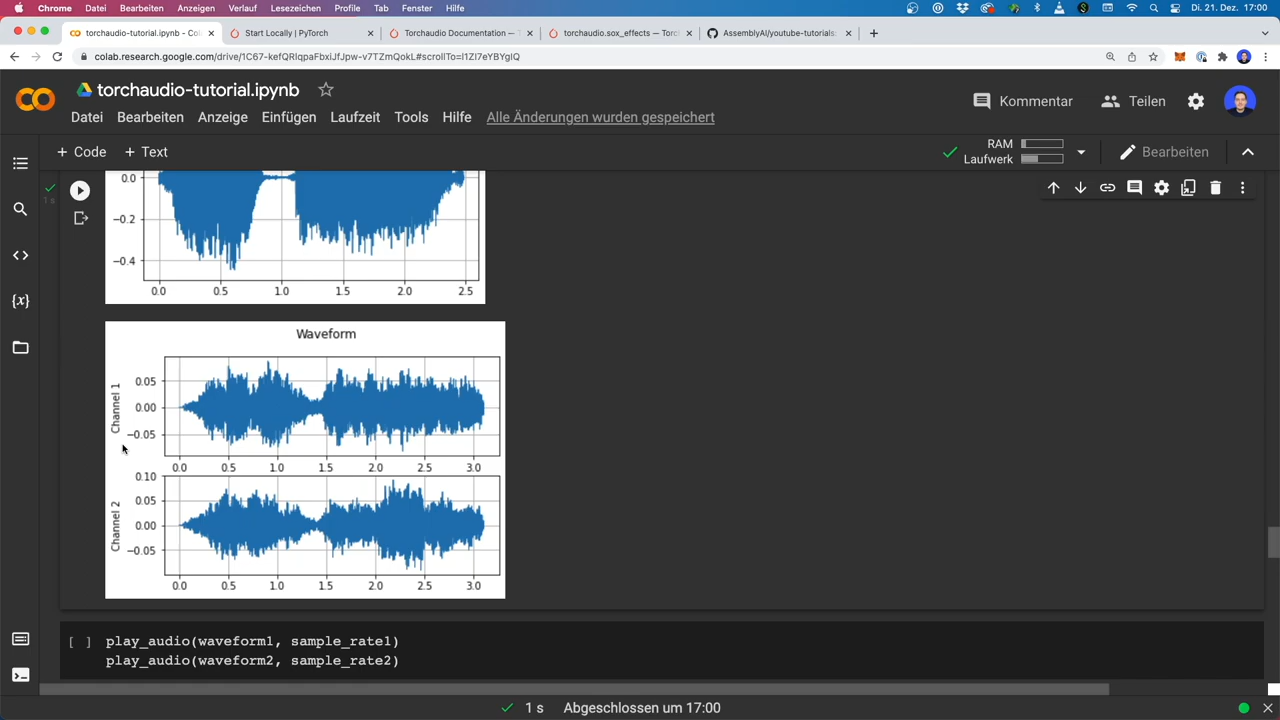 Chrome Datei Bearbeiten Anzeigen Verlauf Lesezeichen Profile Tab Fenster Hilfe Di. 21. Dez. 17:00
torchaudio-tutorial.ipynb - Co Start Locally | PyTorch Torchaudio Documentation — T torchaudio.sox_effects — Torc AssemblyAI/youtube-tutorials:
colab.research.google.com/drive/1C67-kefQRIqpaFbxiJfJpw-v7TZmQokL#scrollTo=I1ZI7eYBYgIQ
torchaudio-tutorial.ipynb
Datei Bearbeiten Anzeige Einfügen Laufzeit Tools Hilfe Alle Änderungen wurden gespeichert
Kommentar Teilen
+ Code + Text
RAM
Laufwerk
Bearbeiten
1 s
0.0
−0.2
−0.4
0.0 0.5 1.0 1.5 2.0 2.5
Waveform
Channel 1
0.05
0.00
−0.05
0.0 0.5 1.0 1.5 2.0 2.5 3.0
Channel 2
0.10
0.05
0.00
−0.05
0.0 0.5 1.0 1.5 2.0 2.5 3.0
[ ] play_audio(waveform1, sample_rate1)
play_audio(waveform2, sample_rate2)
1 s Abgeschlossen um 17:00